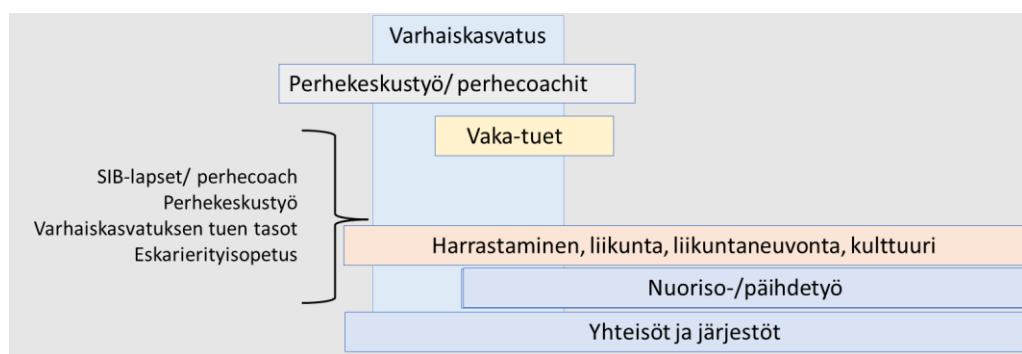 Varhaiskasvatus
Perhekeskustyö/ perhecoachit
Vaka-tuet
SIB-lapset/ perhecoach
Perhekeskustyö
Varhaiskasvatuksen tuen tasot
Eskarierityisopetus
Harrastaminen, liikunta, liikuntaneuvonta, kulttuuri
Nuoriso-/päihdetyö
Yhteisöt ja järjestöt